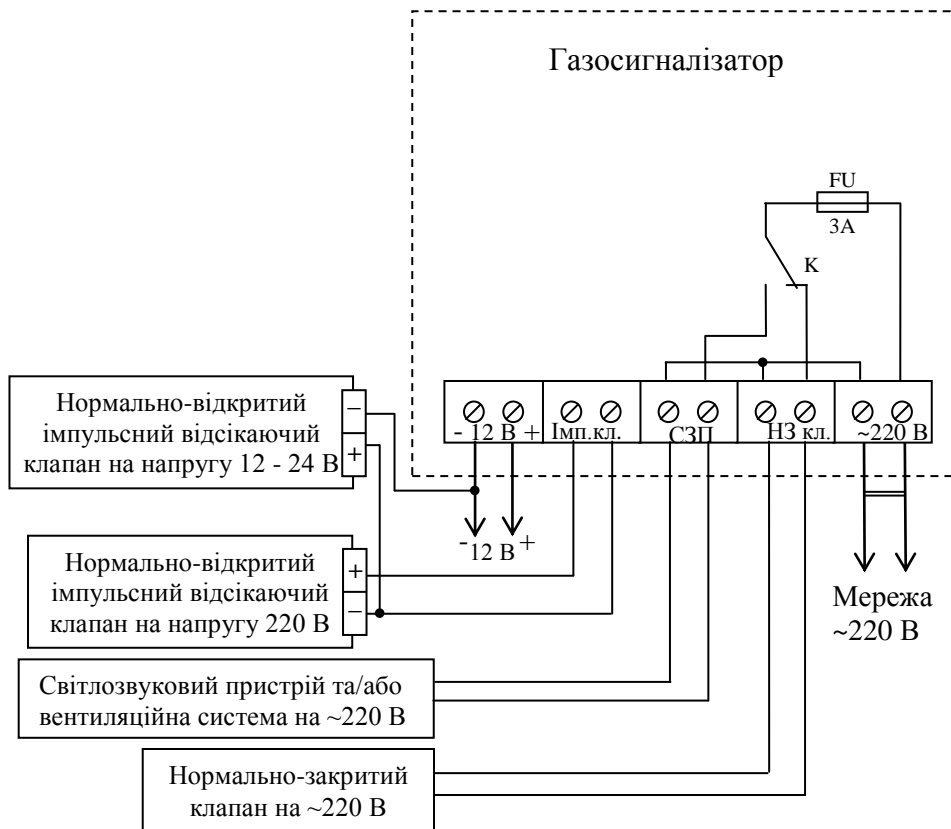 Газосигналізатор
FU
3А
K
- 12 В +
Імп.кл.
СЗП
НЗ кл.
~220 В
Нормально-відкритий
імпульсний відсікаючий
клапан на напругу 12 - 24 В
−
+
- 12 В +
Нормально-відкритий
імпульсний відсікаючий
клапан на напругу 220 В
+
−
Мережа
~220 В
Світлозвуковий пристрій та/або
вентиляційна система на ~220 В
Нормально-закритий
клапан на ~220 В